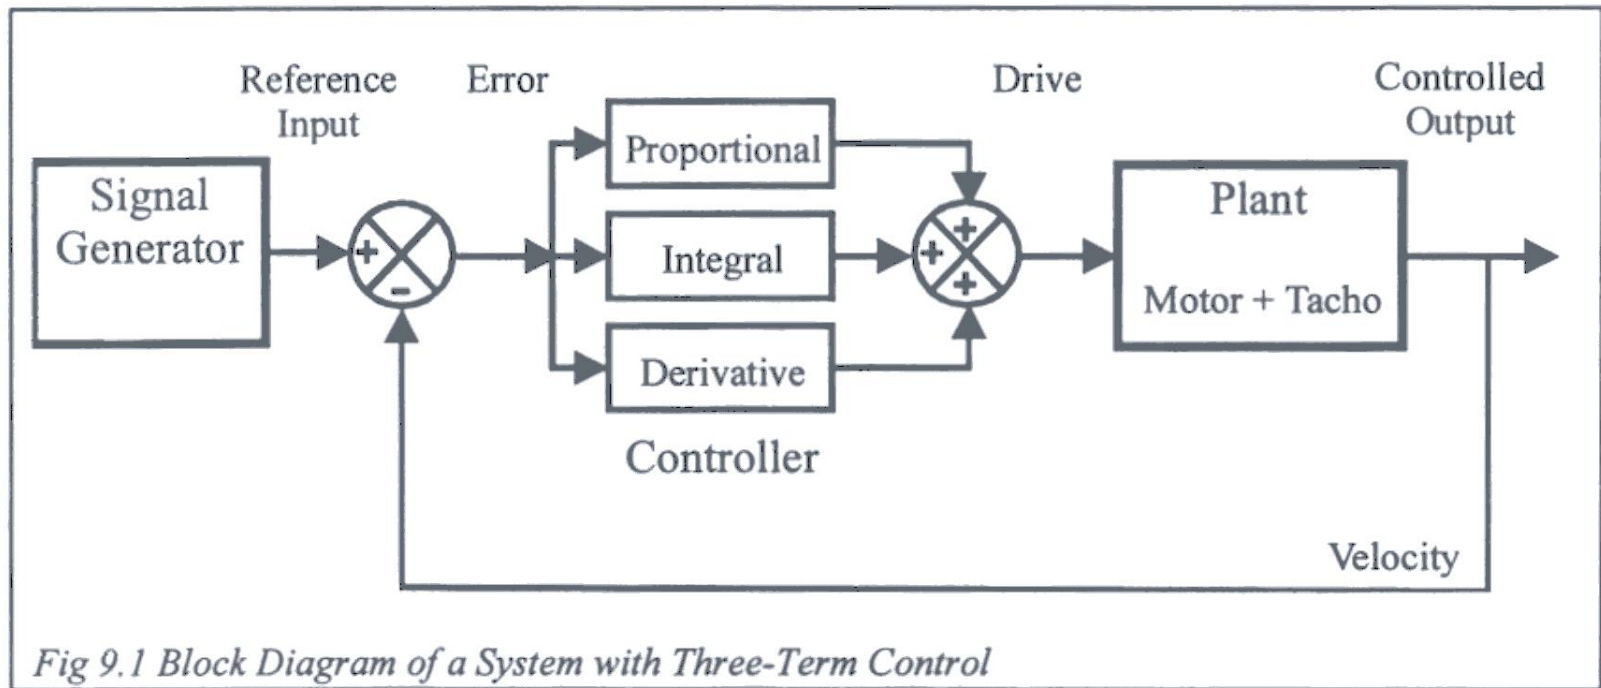 Reference
Input
Error
Drive
Controlled
Output
Signal
Generator
+
-
Proportional
Integral
Derivative
Controller
+
+
+
Plant
Motor + Tacho
Velocity
Fig 9.1 Block Diagram of a System with Three-Term Control